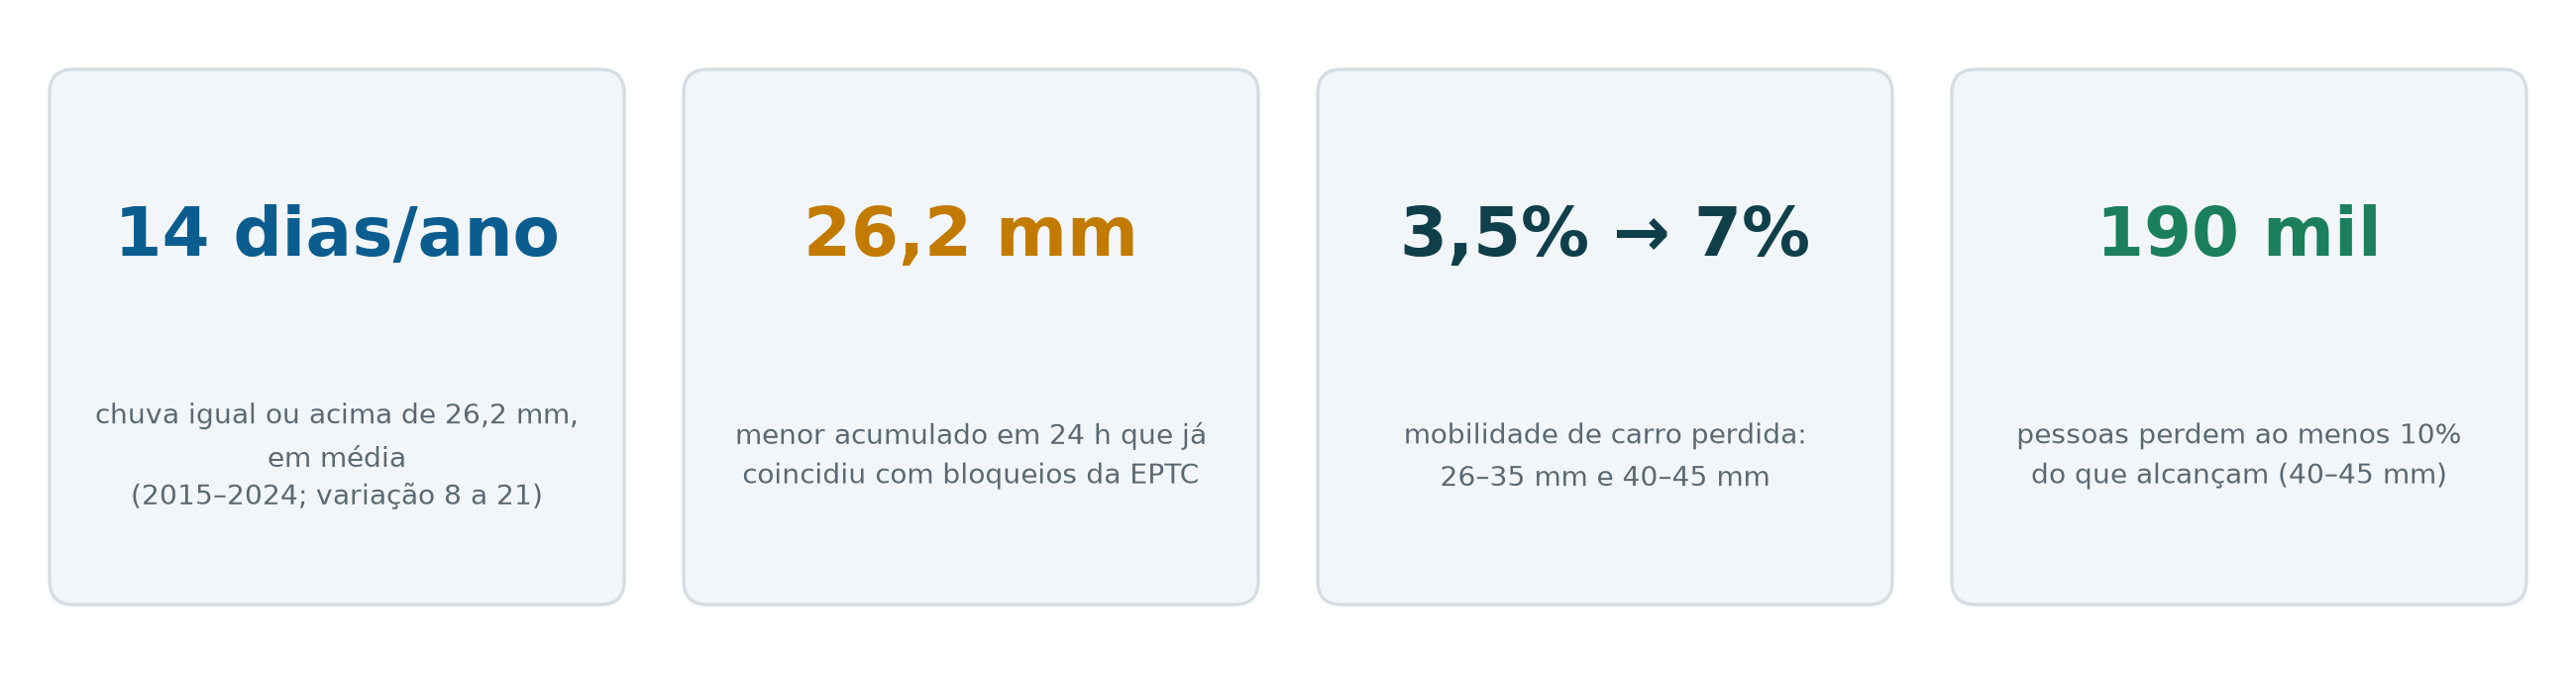 14 dias/ano
chuva igual ou acima de 26,2 mm,
em média
(2015–2024; variação 8 a 21)
26,2 mm
menor acumulado em 24 h que já
coincidiu com bloqueios da EPTC
3,5% → 7%
mobilidade de carro perdida:
26–35 mm e 40–45 mm
190 mil
pessoas perdem ao menos 10%
do que alcançam (40–45 mm)